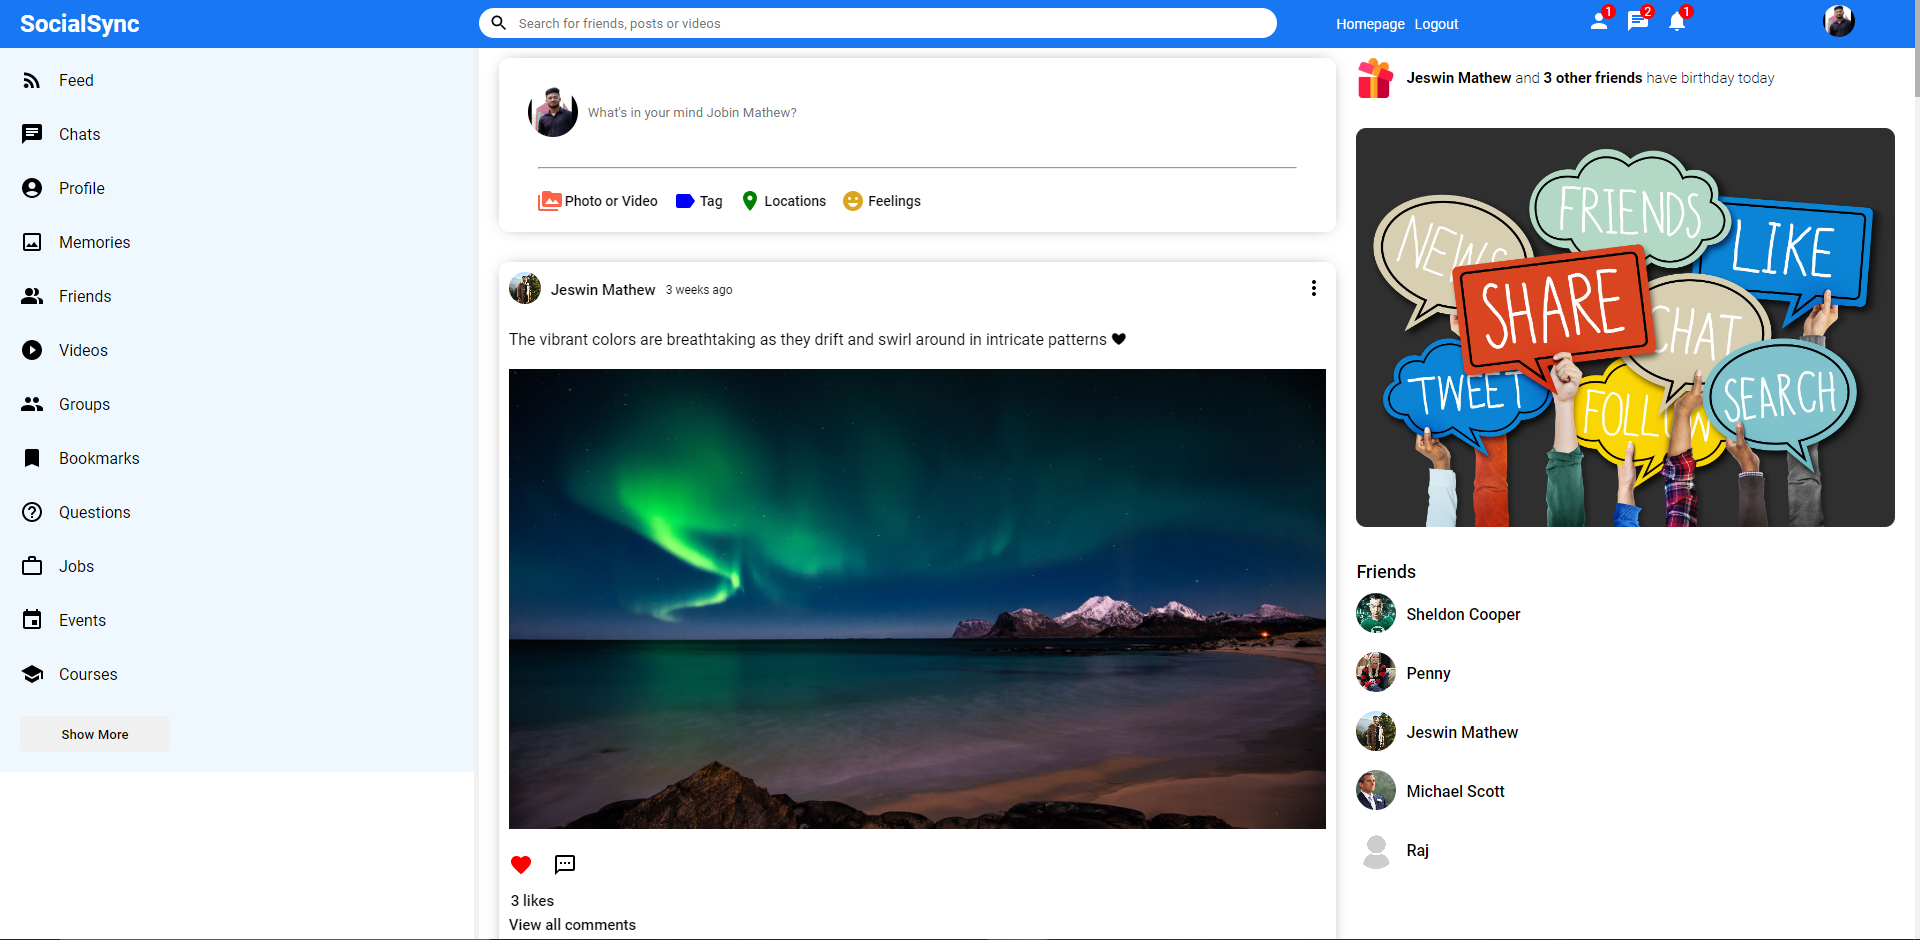 SocialSync
Search for friends, posts or videos
Homepage Logout
1
2
1
Feed
Chats
Profile
Memories
Friends
Videos
Groups
Bookmarks
Questions
Jobs
Events
Courses
Show More
What's in your mind Jobin Mathew?
Photo or Video
Tag
Locations
Feelings
Jeswin Mathew 3 weeks ago
The vibrant colors are breathtaking as they drift and swirl around in intricate patterns 🖤
3 likes
View all comments
Jeswin Mathew and 3 other friends have birthday today
FRIENDS
NEWS
LIKE
SHARE
CHAT
TWEET
FOLLOW
SEARCH
Friends
Sheldon Cooper
Penny
Jeswin Mathew
Michael Scott
Raj